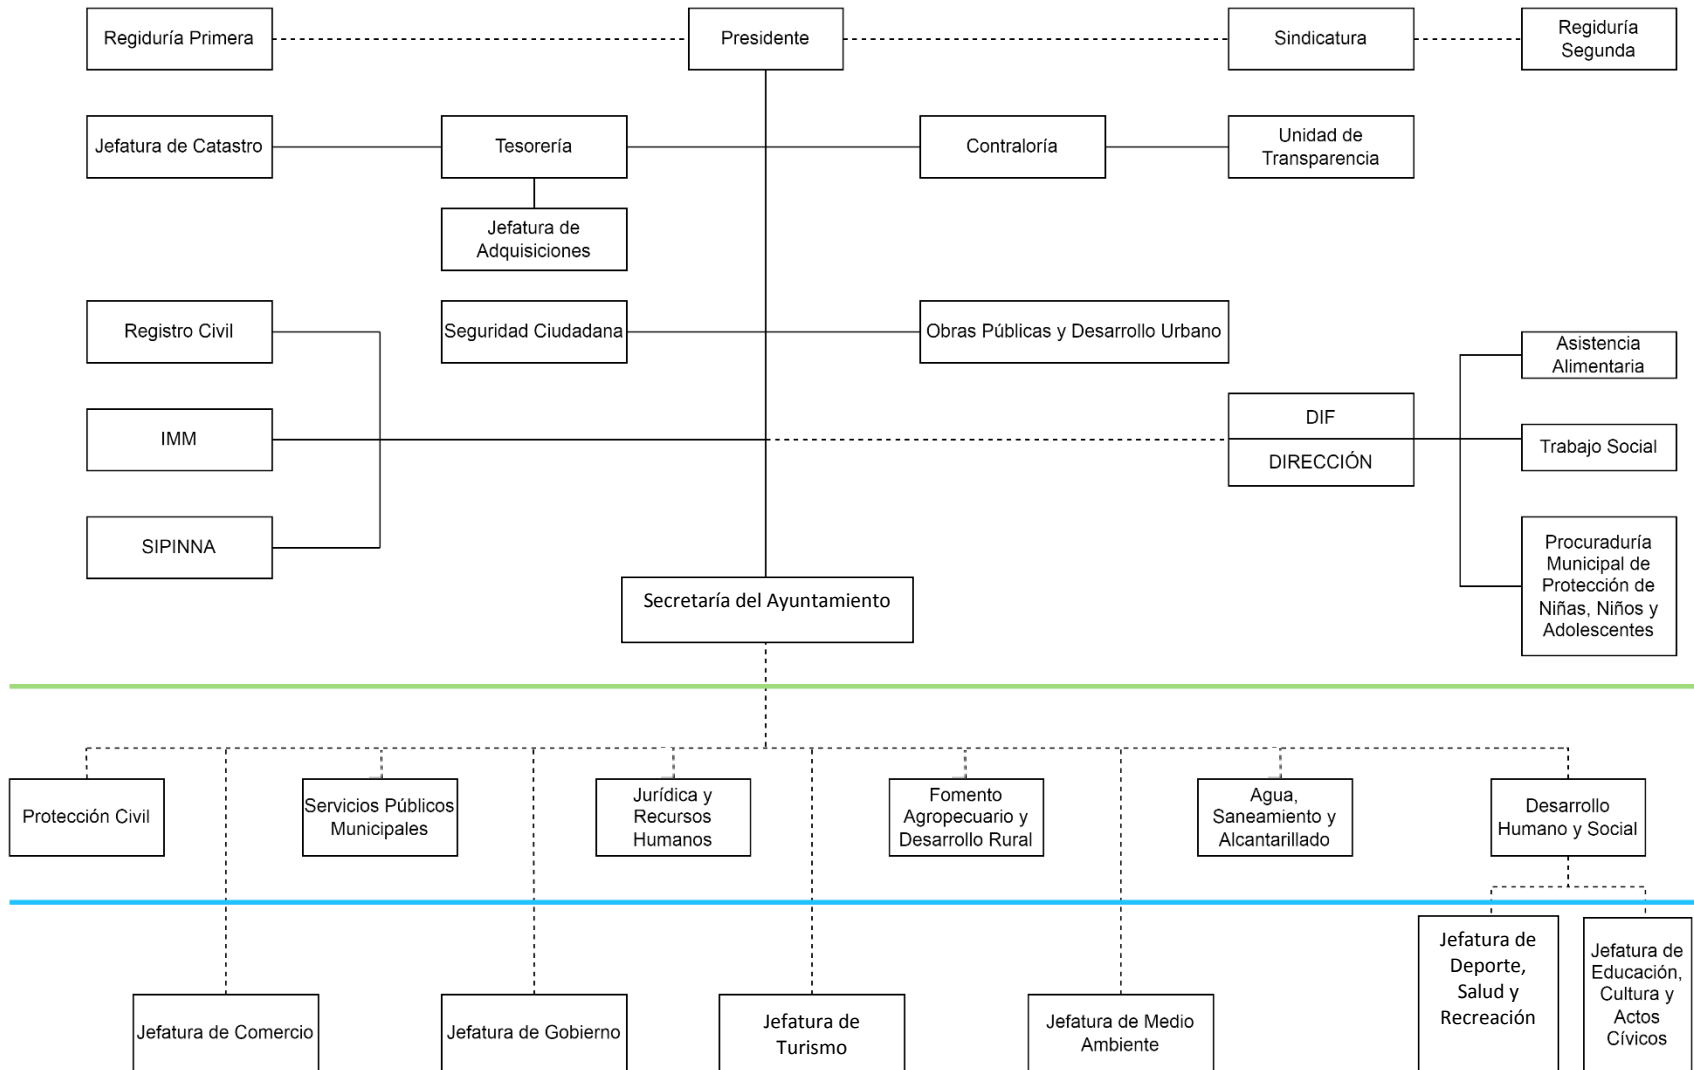 Regiduría Primera
Presidente
Sindicatura
Regiduría
Segunda
Jefatura de Catastro
Tesorería
Contraloría
Unidad de
Transparencia
Jefatura de
Adquisiciones
Registro Civil
Seguridad Ciudadana
Obras Públicas y Desarrollo Urbano
Asistencia
Alimentaria
IMM
DIF
DIRECCIÓN
Trabajo Social
SIPINNA
Procuraduría
Municipal de
Protección de
Niñas, Niños y
Adolescentes
Secretaría del Ayuntamiento
Protección Civil
Servicios Públicos
Municipales
Jurídica y
Recursos
Humanos
Fomento
Agropecuario y
Desarrollo Rural
Agua,
Saneamiento y
Alcantarillado
Desarrollo
Humano y Social
Jefatura de Comercio
Jefatura de Gobierno
Jefatura de
Turismo
Jefatura de Medio
Ambiente
Jefatura de
Deporte,
Salud y
Recreación
Jefatura de
Educación,
Cultura y
Actos
Cívicos